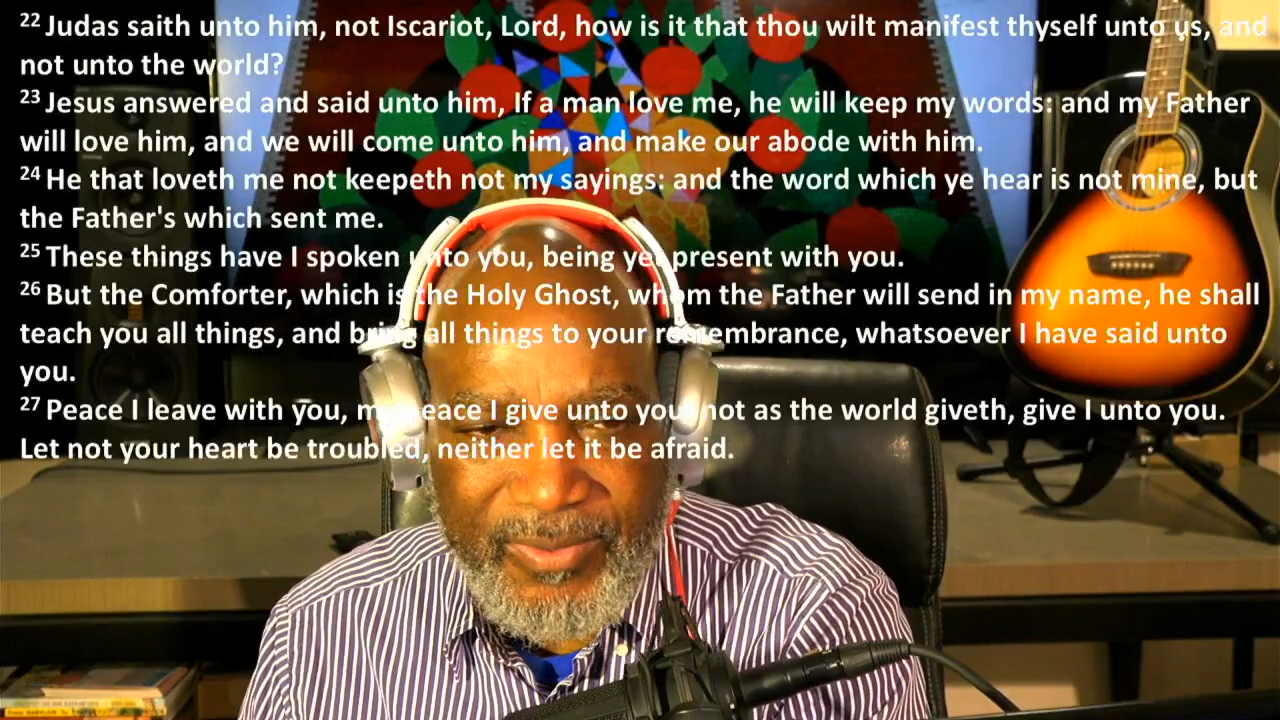 22 Judas saith unto him, not Iscariot, Lord, how is it that thou wilt manifest thyself unto us, and
not unto the world?
23 Jesus answered and said unto him, If a man love me, he will keep my words: and my Father
will love him, and we will come unto him, and make our abode with him.
24 He that loveth me not keepeth not my sayings: and the word which ye hear is not mine, but
the Father's which sent me.
25 These things have I spoken unto you, being yet present with you.
26 But the Comforter, which is the Holy Ghost, whom the Father will send in my name, he shall
teach you all things, and bring all things to your remembrance, whatsoever I have said unto
you.
27 Peace I leave with you, my peace I give unto you: not as the world giveth, give I unto you.
Let not your heart be troubled, neither let it be afraid.